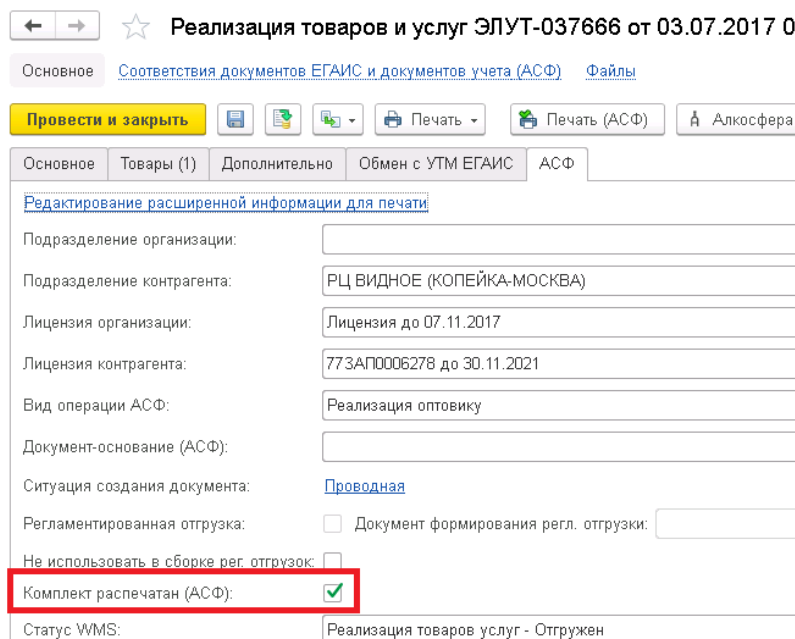 Реализация товаров и услуг ЭЛУТ-037666 от 03.07.2017 0
Основное Соответствия документов ЕГАИС и документов учета (АСФ) Файлы
Провести и закрыть Печать Печать (АСФ) Алкосфера
Основное Товары (1) Дополнительно Обмен с УТМ ЕГАИС АСФ
Редактирование расширенной информации для печати
Подразделение организации:
Подразделение контрагента: РЦ ВИДНОЕ (КОПЕЙКА-МОСКВА)
Лицензия организации: Лицензия до 07.11.2017
Лицензия контрагента: 773АП0006278 до 30.11.2021
Вид операции АСФ: Реализация оптовику
Документ-основание (АСФ):
Ситуация создания документа: Проводная
Регламентированная отгрузка: Документ формирования регл. отгрузки:
Не использовать в сборке рег. отгрузок:
Комплект распечатан (АСФ):
Статус WMS: Реализация товаров услуг - Отгружен